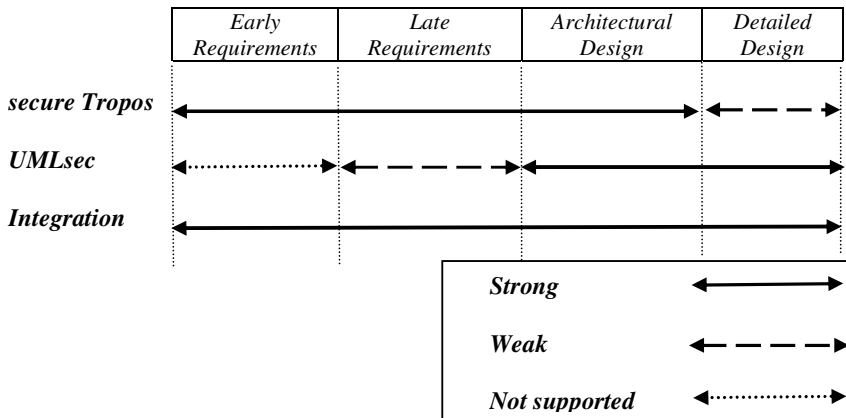 Early Requirements
Late Requirements
Architectural Design
Detailed Design
secure Tropos
UMLsec
Integration
Strong
Weak
Not supported